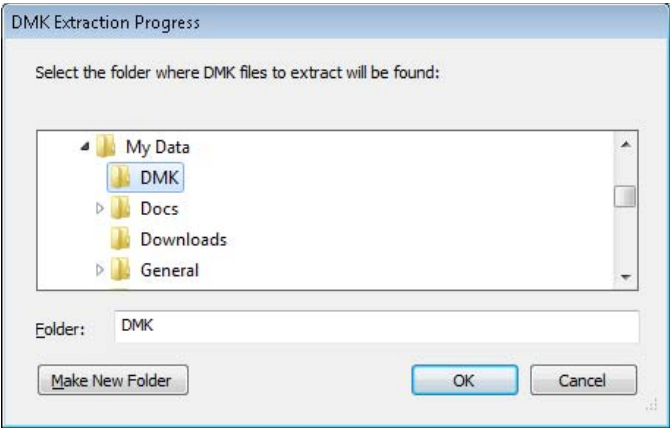 DMK Extraction Progress
Select the folder where DMK files to extract will be found:
My Data
DMK
Docs
Downloads
General
Folder: DMK
Make New Folder OK Cancel